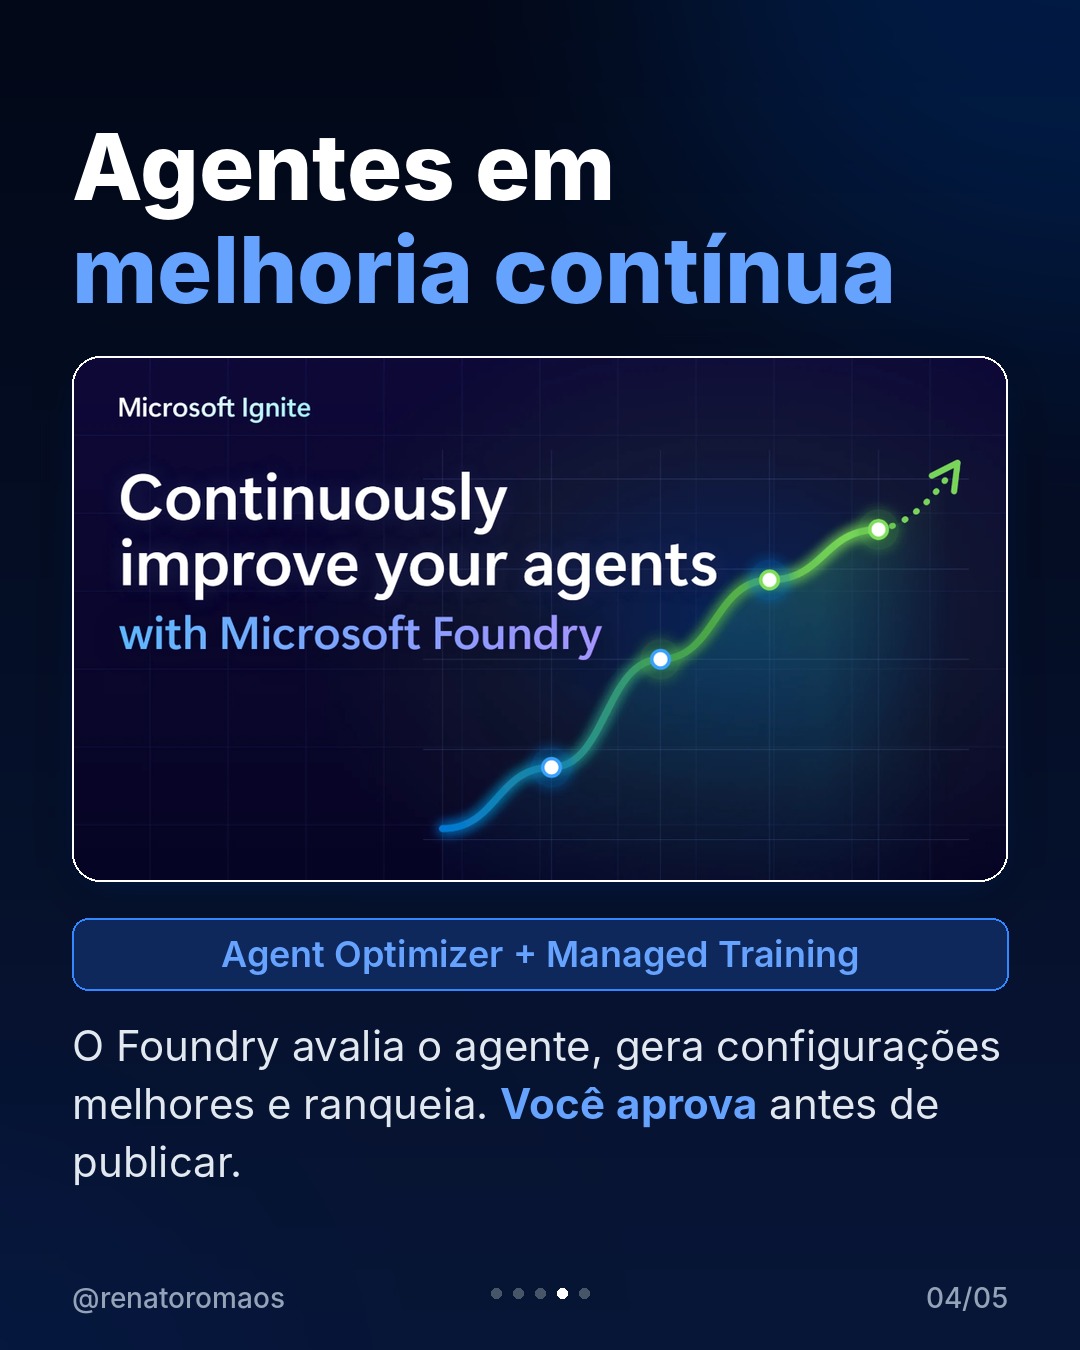 Agentes em
melhoria contínua
Microsoft Ignite
Continuously
improve your agents
with Microsoft Foundry
Agent Optimizer + Managed Training
O Foundry avalia o agente, gera configurações
melhores e ranqueia. Você aprova antes de
publicar.
@renatoromaos
04/05